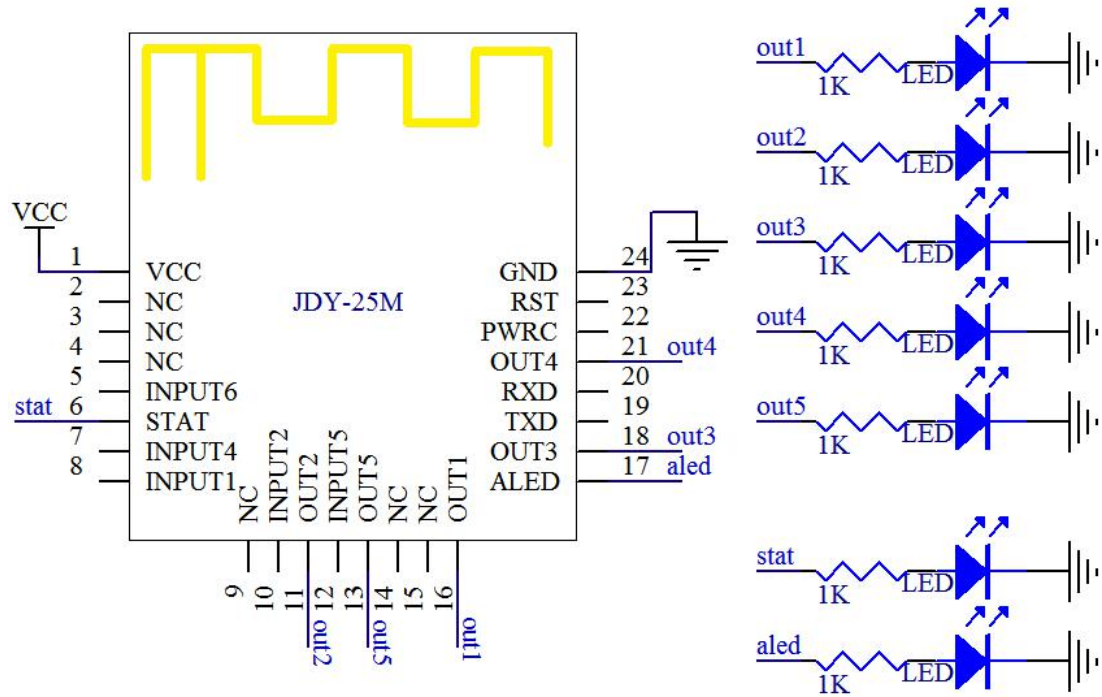 VCC
JDY-25M
1 VCC
2 NC
3 NC
4 NC
5 INPUT6
stat 6 STAT
7 INPUT4
8 INPUT1
NC 9
INPUT2 10
OUT2 11 out2
INPUT5 12
OUT5 13 out5
NC 14
NC 15
OUT1 16 out1
GND 24
RST 23
PWRC 22
OUT4 21 out4
RXD 20
TXD 19
OUT3 18 out3
ALED 17 aled
out1 1K LED
out2 1K LED
out3 1K LED
out4 1K LED
out5 1K LED
stat 1K LED
aled 1K LED